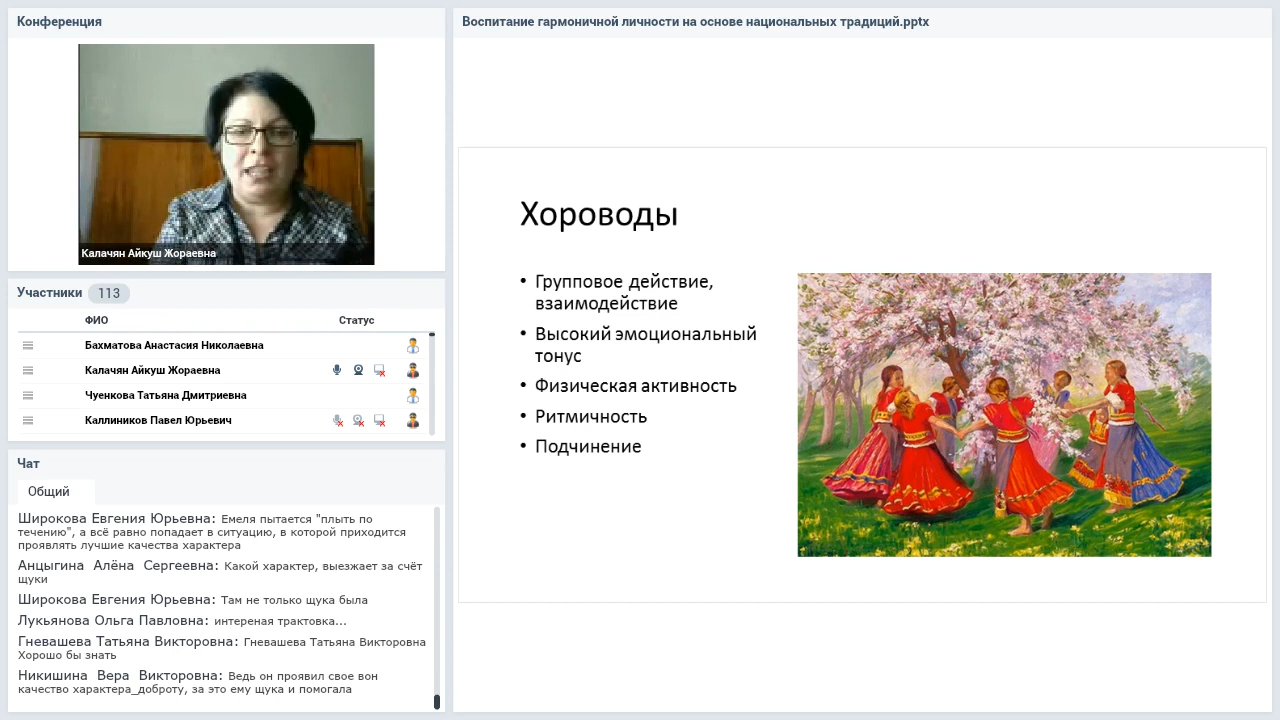 Конференция
Калачян Айкуш Жораевна
Участники 113
ФИО Статус
Бахматова Анастасия Николаевна
Калачян Айкуш Жораевна
Чуенкова Татьяна Дмитриевна
Каллиников Павел Юрьевич
Чат
Общий
Широкова Евгения Юрьевна: Емеля пытается "плыть по
течению", а всё равно попадает в ситуацию, в которой приходится
проявлять лучшие качества характера
Анцыгина Алёна Сергеевна: Какой характер, выезжает за счёт
щуки
Широкова Евгения Юрьевна: Там не только щука была
Лукьянова Ольга Павловна: интереная трактовка...
Гневашева Татьяна Викторовна: Гневашева Татьяна Викторовна
Хорошо бы знать
Никишина Вера Викторовна: Ведь он проявил свое вон
качество характера_доброту, за это ему щука и помогала
Воспитание гармоничной личности на основе национальных традиций.pptx
Хороводы
• Групповое действие,
взаимодействие
• Высокий эмоциональный
тонус
• Физическая активность
• Ритмичность
• Подчинение